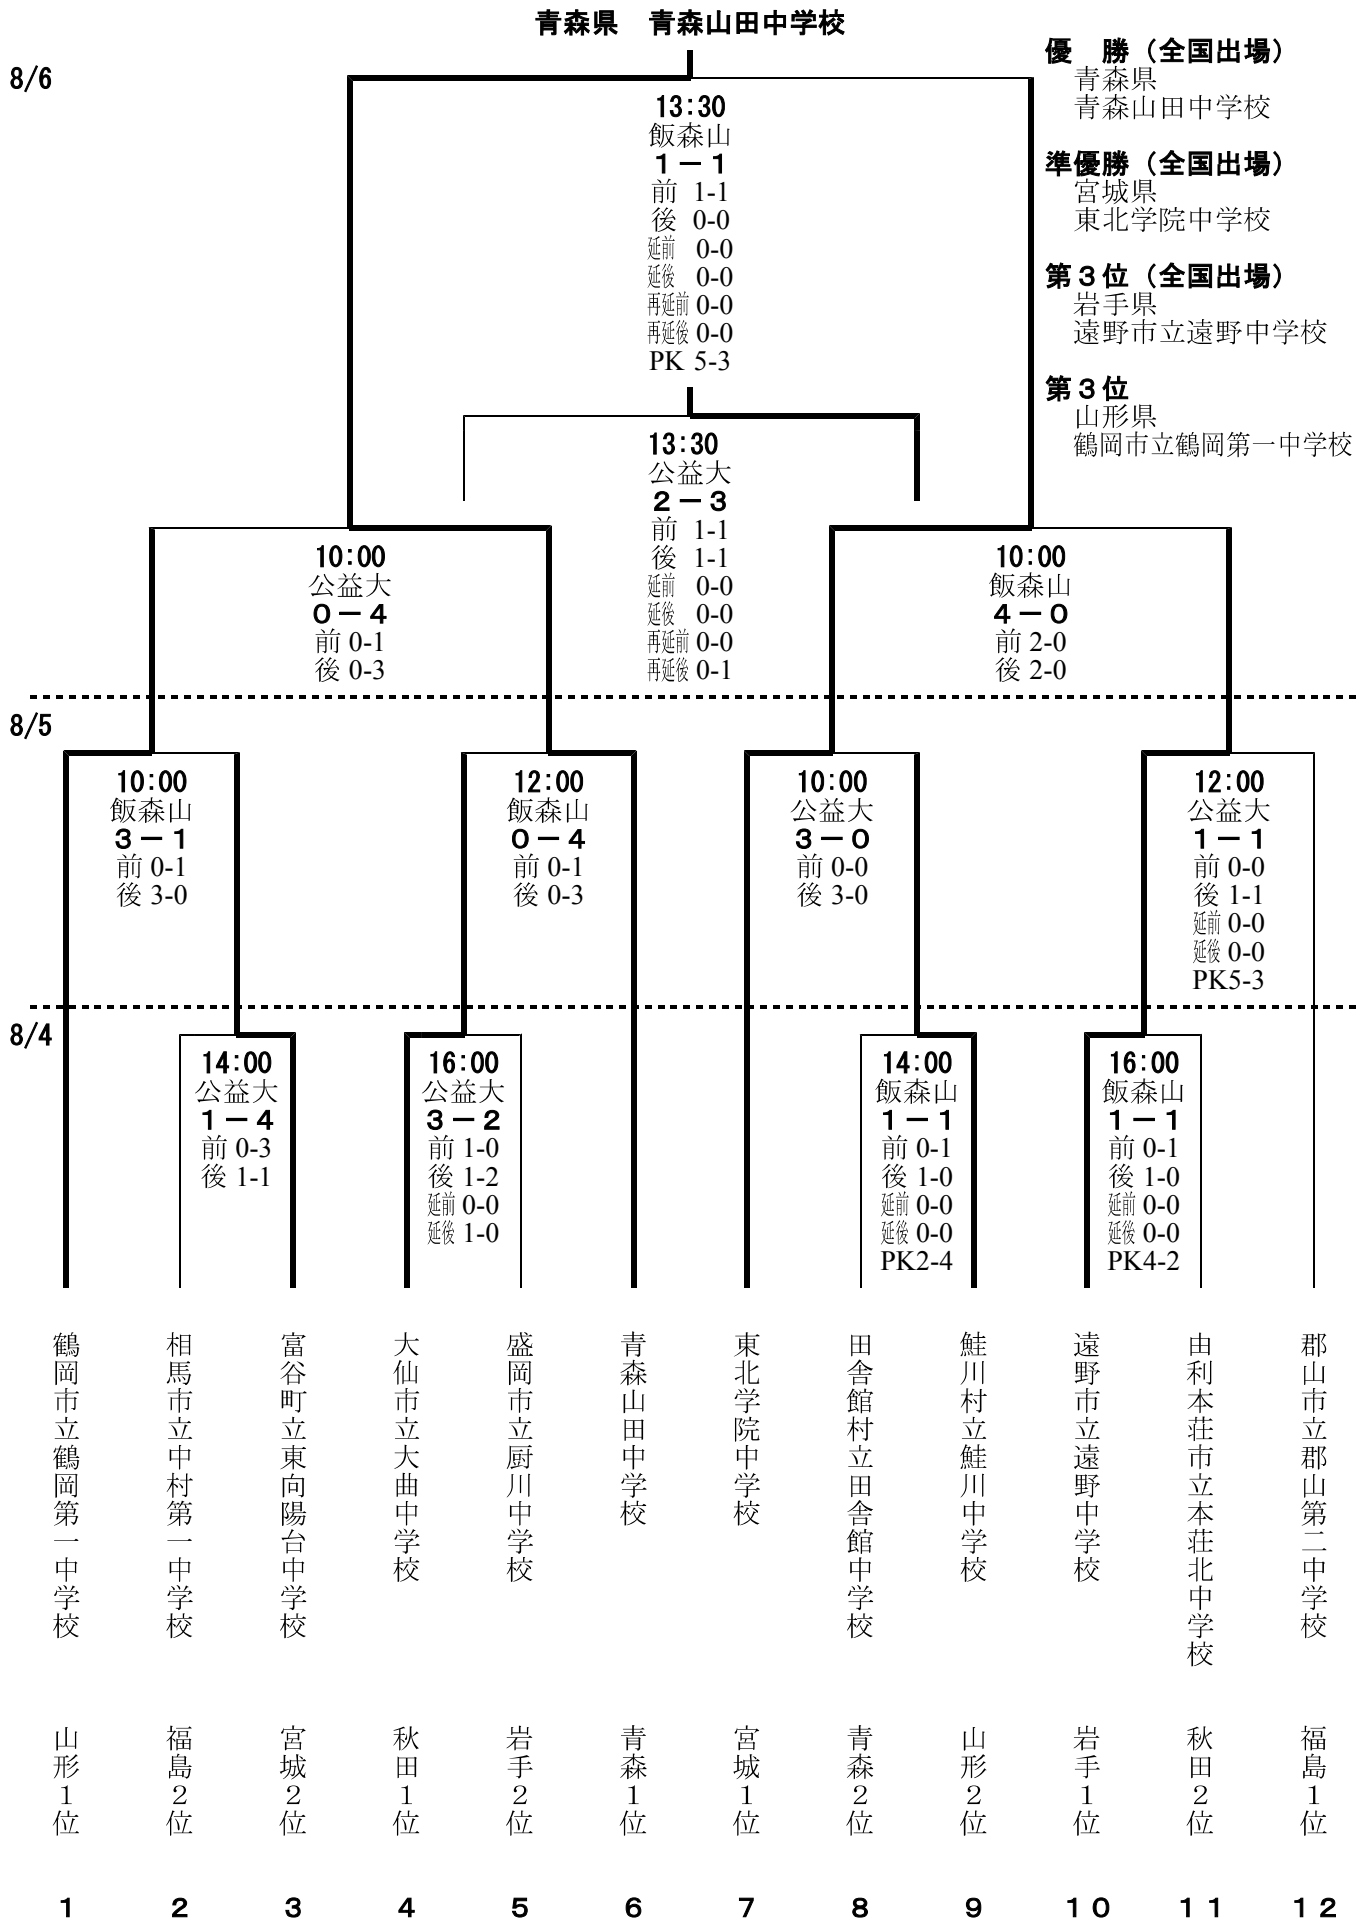 青森県　青森山田中学校
8/6
13:30
飯森山
１－１
前 1-1
後 0-0
延前 0-0
延後 0-0
再延前 0-0
再延後 0-0
PK 5-3
優　勝（全国出場）
青森県
青森山田中学校
準優勝（全国出場）
宮城県
東北学院中学校
第３位（全国出場）
岩手県
遠野市立遠野中学校
第３位
山形県
鶴岡市立鶴岡第一中学校
13:30
公益大
２－３
前 1-1
後 1-1
延前 0-0
延後 0-0
再延前 0-0
再延後 0-1
10:00
公益大
０－４
前 0-1
後 0-3
10:00
飯森山
４－０
前 2-0
後 2-0
8/5
10:00
飯森山
３－１
前 0-1
後 3-0
12:00
飯森山
０－４
前 0-1
後 0-3
10:00
公益大
３－０
前 0-0
後 3-0
12:00
公益大
１－１
前 0-0
後 1-1
延前 0-0
延後 0-0
PK5-3
8/4
14:00
公益大
１－４
前 0-3
後 1-1
16:00
公益大
３－２
前 1-0
後 1-2
延前 0-0
延後 1-0
14:00
飯森山
１－１
前 0-1
後 1-0
延前 0-0
延後 0-0
PK2-4
16:00
飯森山
１－１
前 0-1
後 1-0
延前 0-0
延後 0-0
PK4-2
鶴岡市立鶴岡第一中学校
相馬市立中村第一中学校
富谷町立東向陽台中学校
大仙市立大曲中学校
盛岡市立厨川中学校
青森山田中学校
東北学院中学校
田舎館村立田舎館中学校
鮭川村立鮭川中学校
遠野市立遠野中学校
由利本荘市立本荘北中学校
郡山市立郡山第二中学校
山形１位
福島２位
宮城２位
秋田１位
岩手２位
青森１位
宮城１位
青森２位
山形２位
岩手１位
秋田２位
福島１位
１
２
３
４
５
６
７
８
９
１０
１１
１２